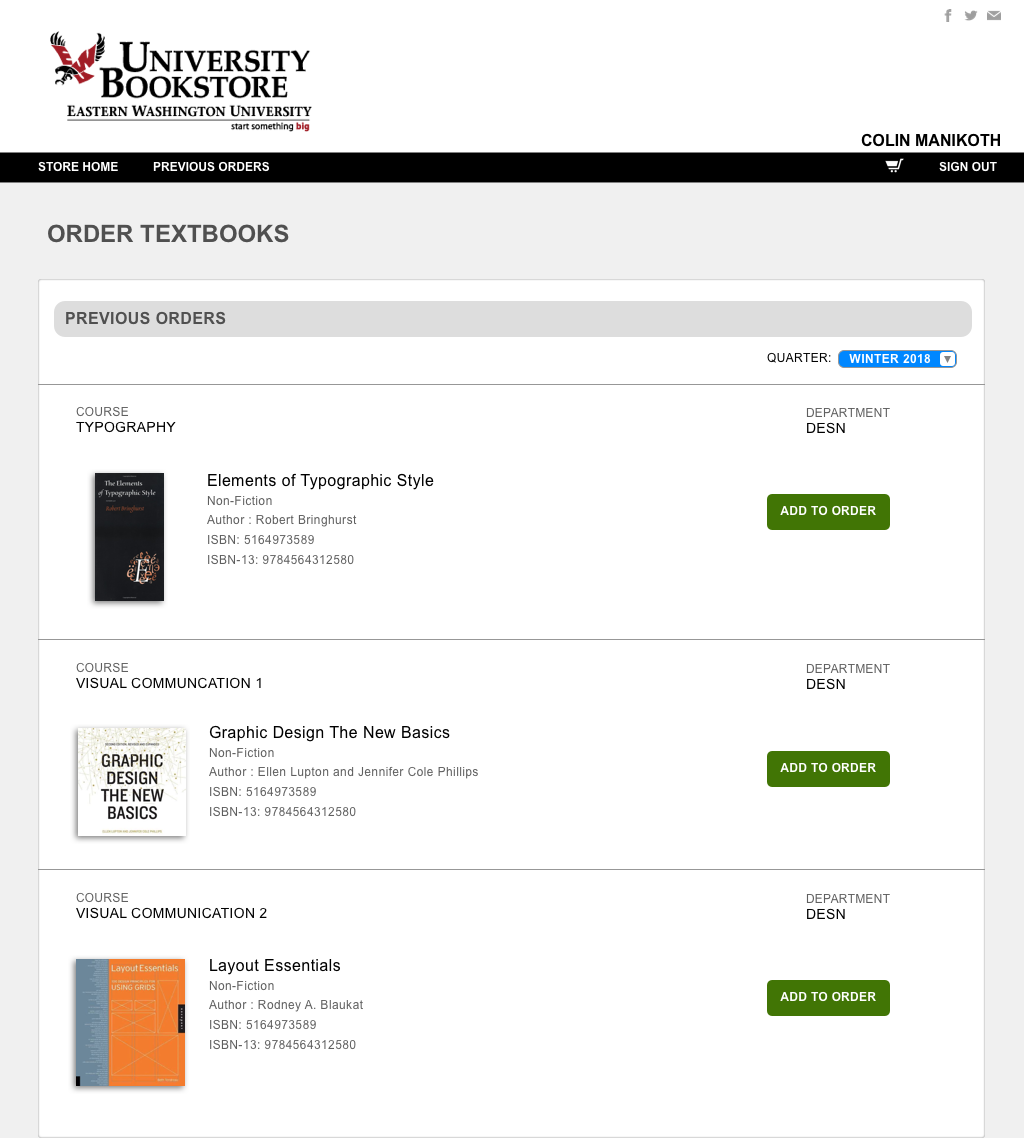 UNIVERSITY
BOOKSTORE
EASTERN WASHINGTON UNIVERSITY
start something big
COLIN MANIKOTH
STORE HOME PREVIOUS ORDERS SIGN OUT
ORDER TEXTBOOKS
PREVIOUS ORDERS
QUARTER: WINTER 2018
COURSE DEPARTMENT
TYPOGRAPHY DESN
The Elements
of Typographic Style
Robert Bringhurst
Elements of Typographic Style
Non-Fiction
Author : Robert Bringhurst
ISBN: 5164973589
ISBN-13: 9784564312580
ADD TO ORDER
COURSE DEPARTMENT
VISUAL COMMUNCATION 1 DESN
GRAPHIC
DESIGN
THE NEW
BASICS
Graphic Design The New Basics
Non-Fiction
Author : Ellen Lupton and Jennifer Cole Phillips
ISBN: 5164973589
ISBN-13: 9784564312580
ADD TO ORDER
COURSE DEPARTMENT
VISUAL COMMUNICATION 2 DESN
Layout Essentials
USING GRIDS
Layout Essentials
Non-Fiction
Author : Rodney A. Blaukat
ISBN: 5164973589
ISBN-13: 9784564312580
ADD TO ORDER